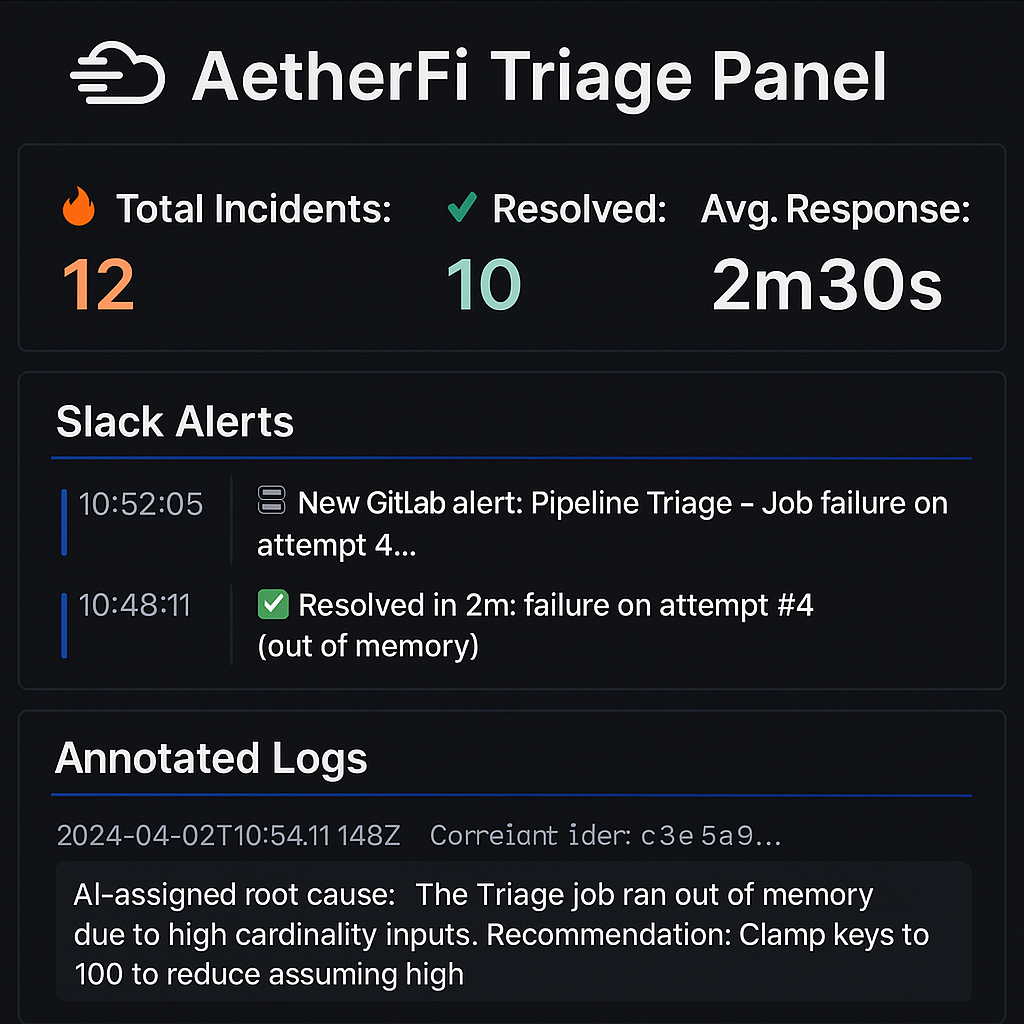 AetherFi Triage Panel
Total Incidents:
12
Resolved:
10
Avg. Response:
2m30s
Slack Alerts
10:52:05
New GitLab alert: Pipeline Triage – Job failure on
attempt 4...
10:48:11
Resolved in 2m: failure on attempt #4
(out of memory)
Annotated Logs
2024-04-02T10:54.11 148Z Correiant ider: c3e 5a9...
AI-assigned root cause: The Triage job ran out of memory
due to high cardinality inputs. Recommendation: Clamp keys to
100 to reduce assuming high